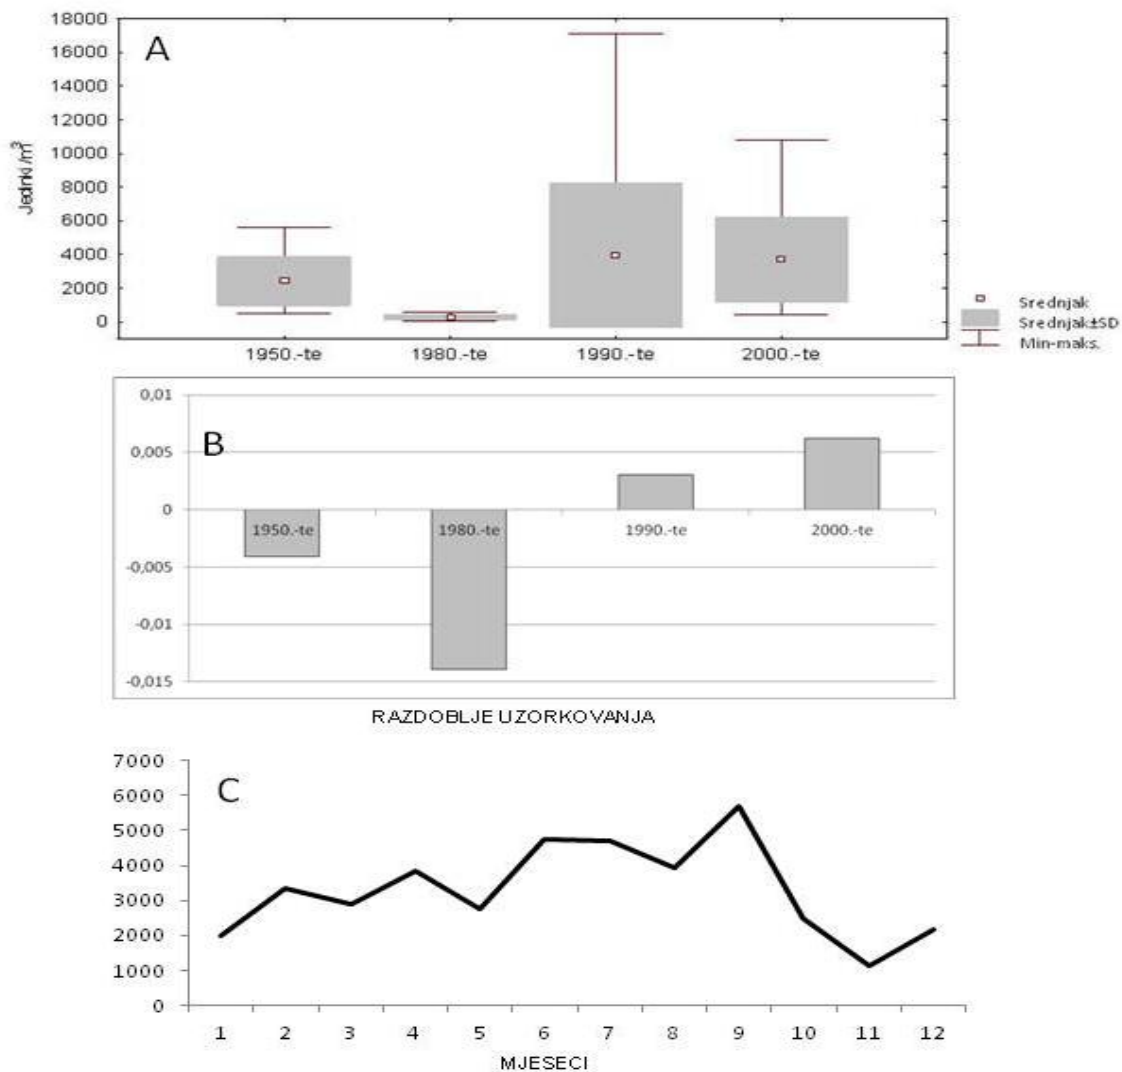 A
18000
16000
14000
12000
10000
8000
6000
4000
2000
0
Jedinki/m³
1950.-te 1980.-te 1990.-te 2000.-te
Srednjak
Srednjak±SD
Min-maks.
B
0,01
0,005
0
-0,005
-0,01
-0,015
1950.-te 1980.-te 1990.-te 2000.-te
RAZDOBLJE UZORKOVANJA
C
7000
6000
5000
4000
3000
2000
1000
0
1 2 3 4 5 6 7 8 9 10 11 12
MJESECI